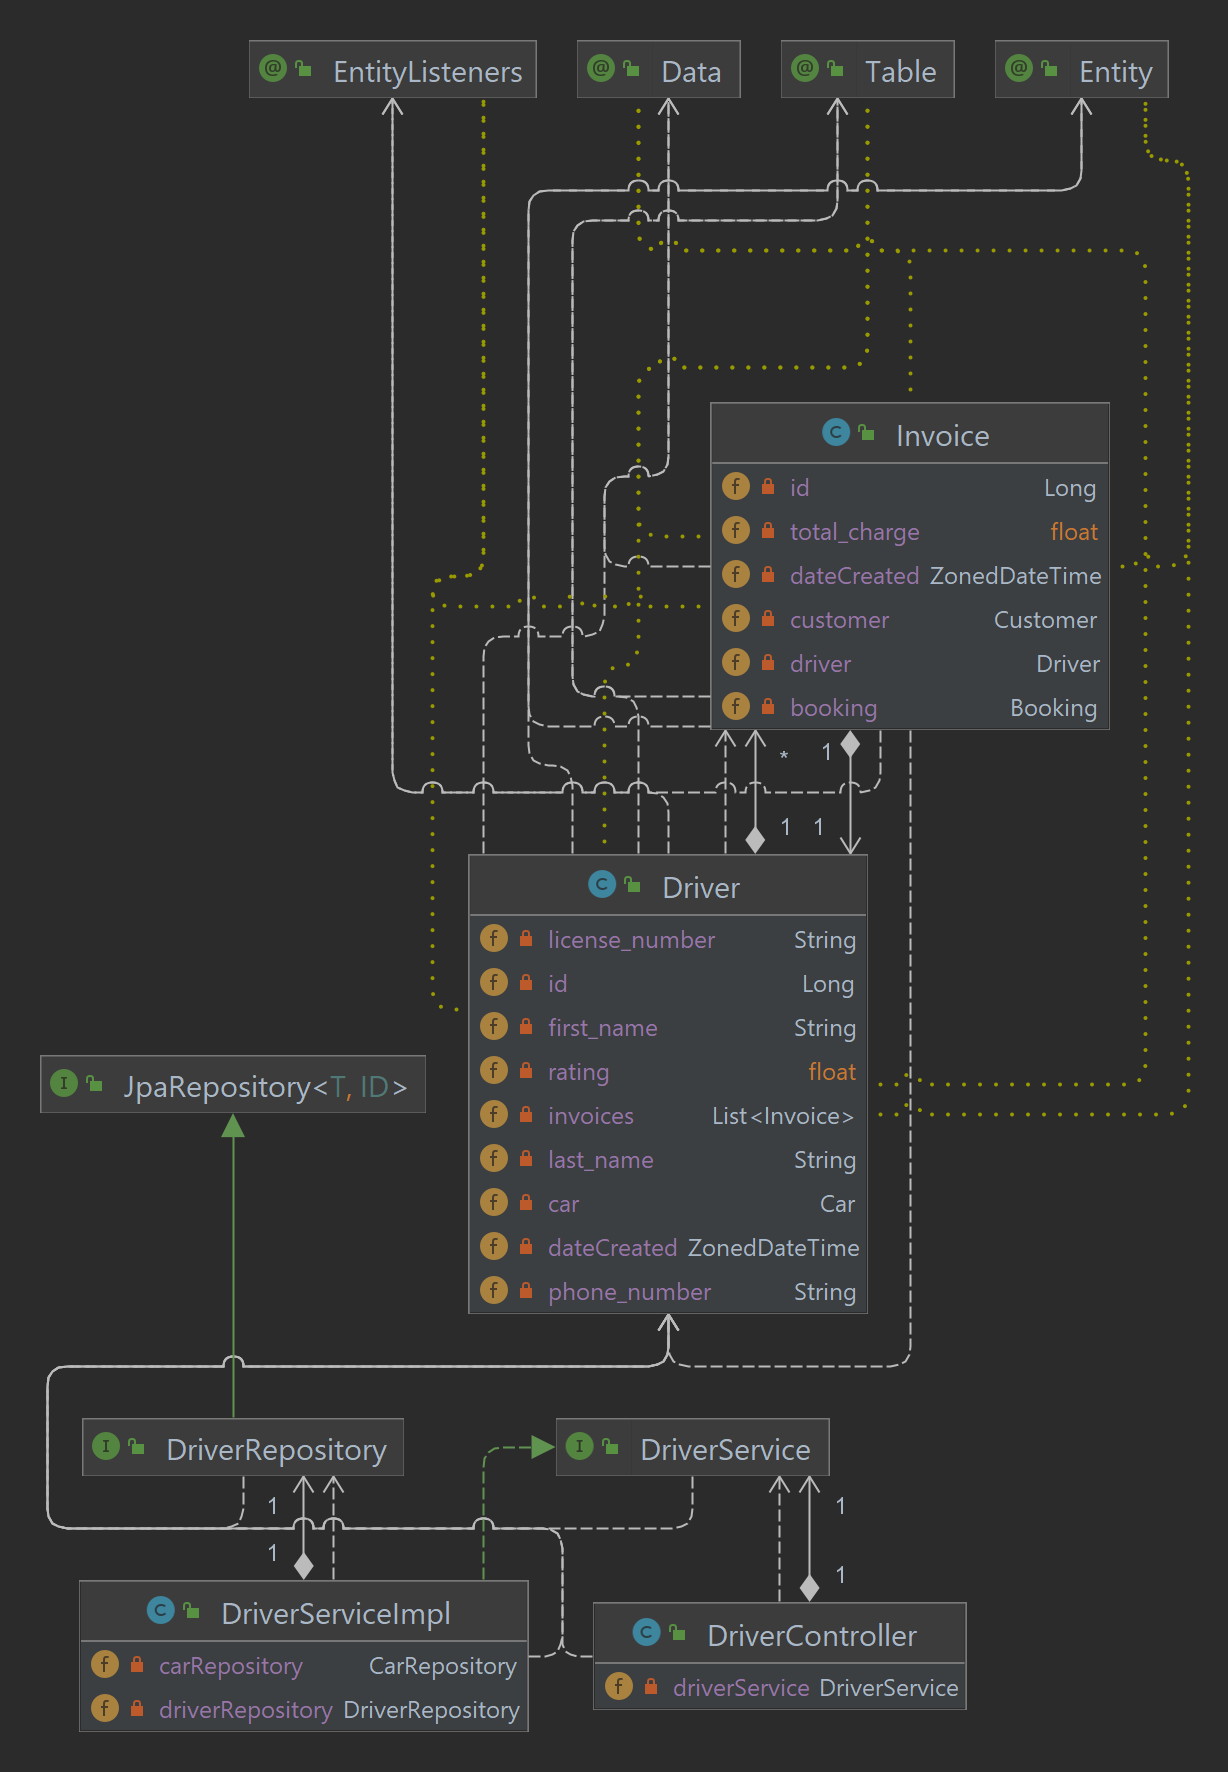 EntityListeners
Data
Table
Entity
Invoice
id Long
total_charge float
dateCreated ZonedDateTime
customer Customer
driver Driver
booking Booking
* 1
1 1
Driver
license_number String
id Long
first_name String
rating float
invoices List<Invoice>
last_name String
car Car
dateCreated ZonedDateTime
phone_number String
JpaRepository<T, ID>
DriverRepository
DriverService
1 1
1 1
DriverServiceImpl
carRepository CarRepository
driverRepository DriverRepository
DriverController
driverService DriverService